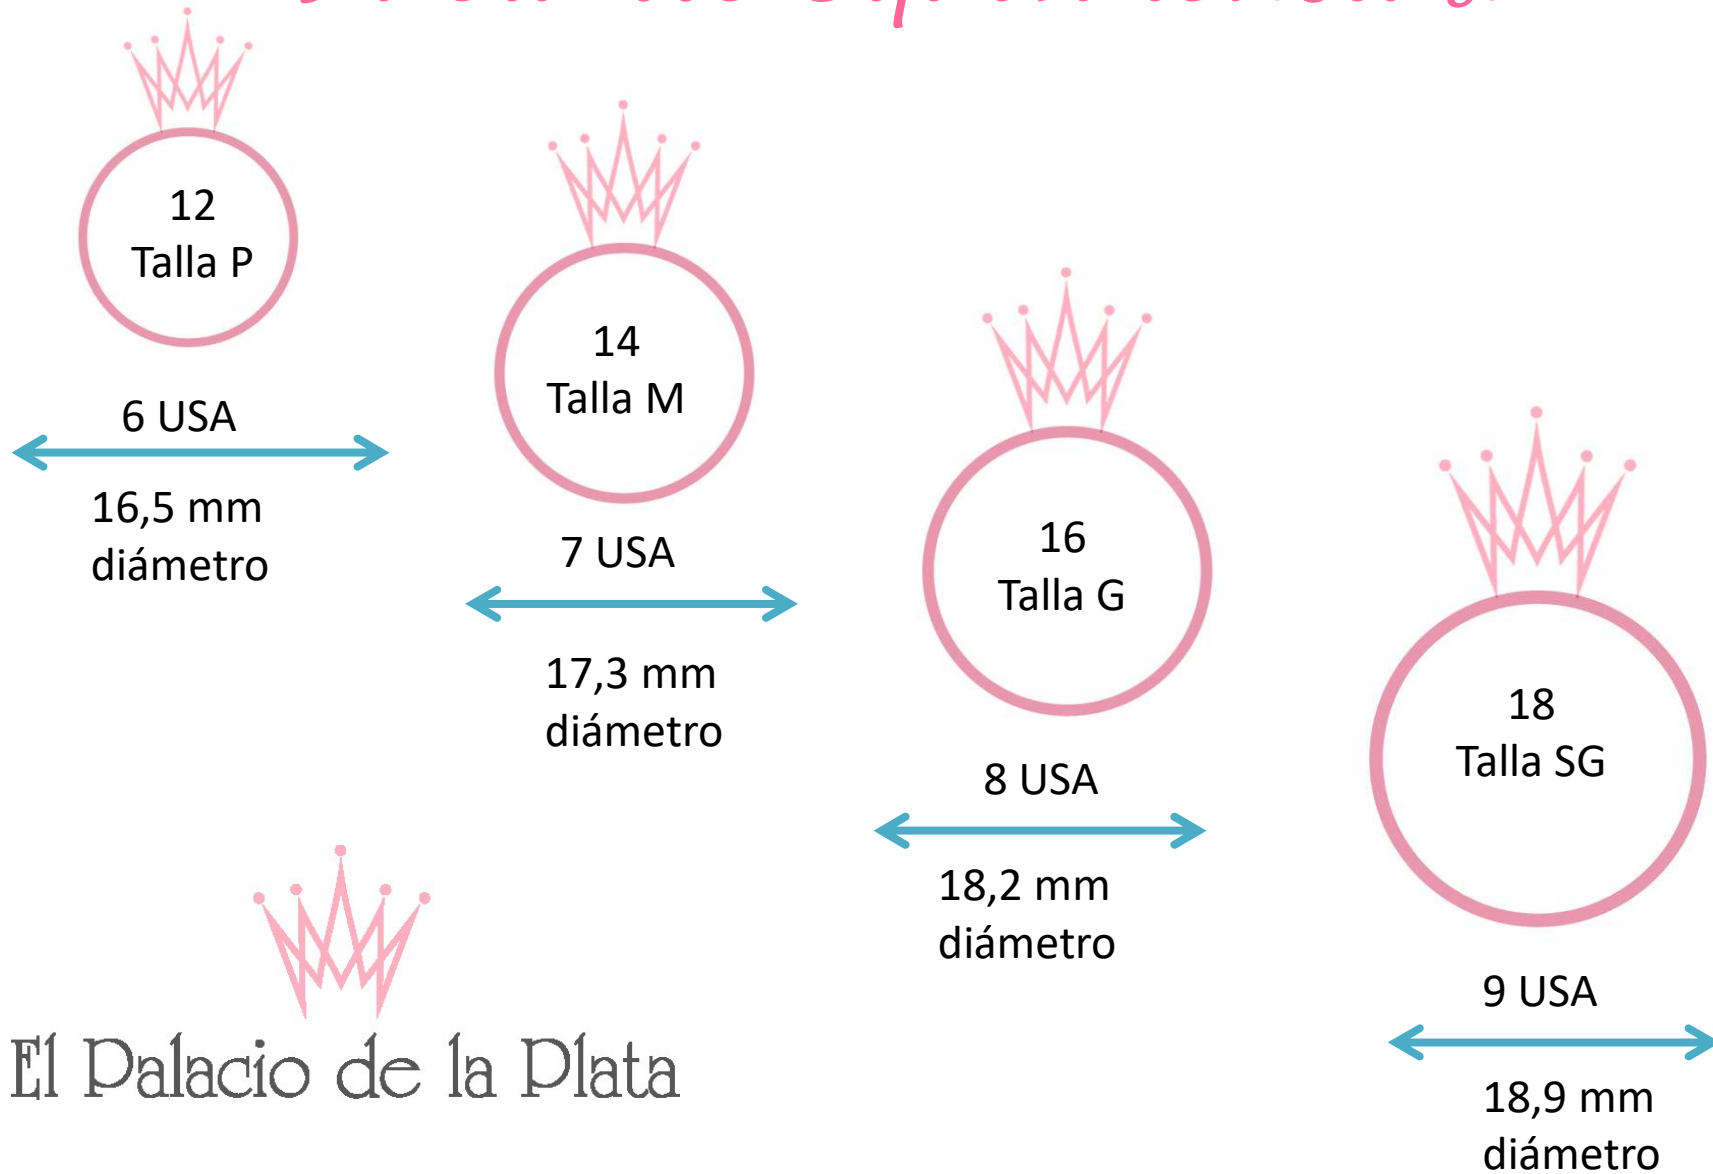 12
Talla P
6 USA
16,5 mm
diámetro
14
Talla M
7 USA
17,3 mm
diámetro
16
Talla G
8 USA
18,2 mm
diámetro
18
Talla SG
9 USA
18,9 mm
diámetro
El Palacio de la Plata